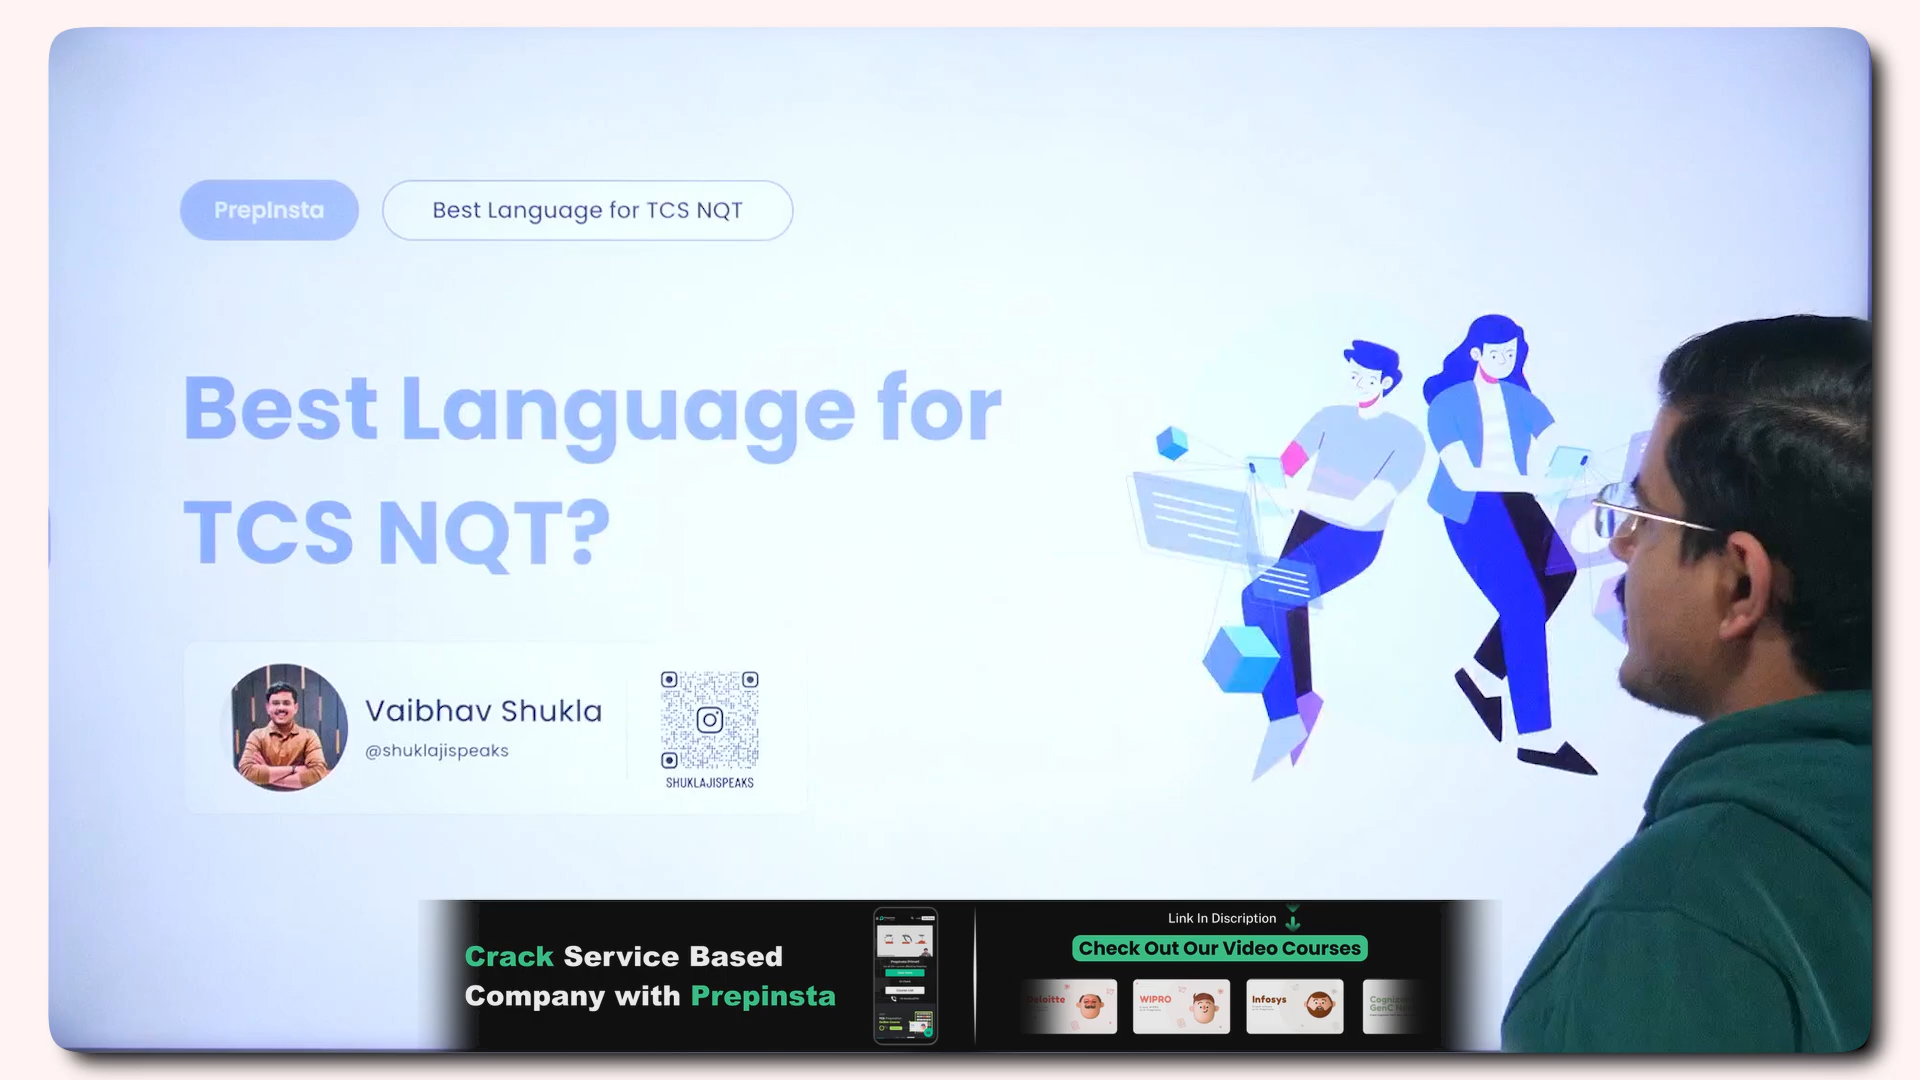 PrepInsta
Best Language for TCS NQT
Best Language for
TCS NQT?
Vaibhav Shukla
@shuklajispeaks
SHUKLAJISPEAKS
Crack Service Based
Company with Prepinsta
Link In Discription
Check Out Our Video Courses
Deloitte
WIPRO
Infosys